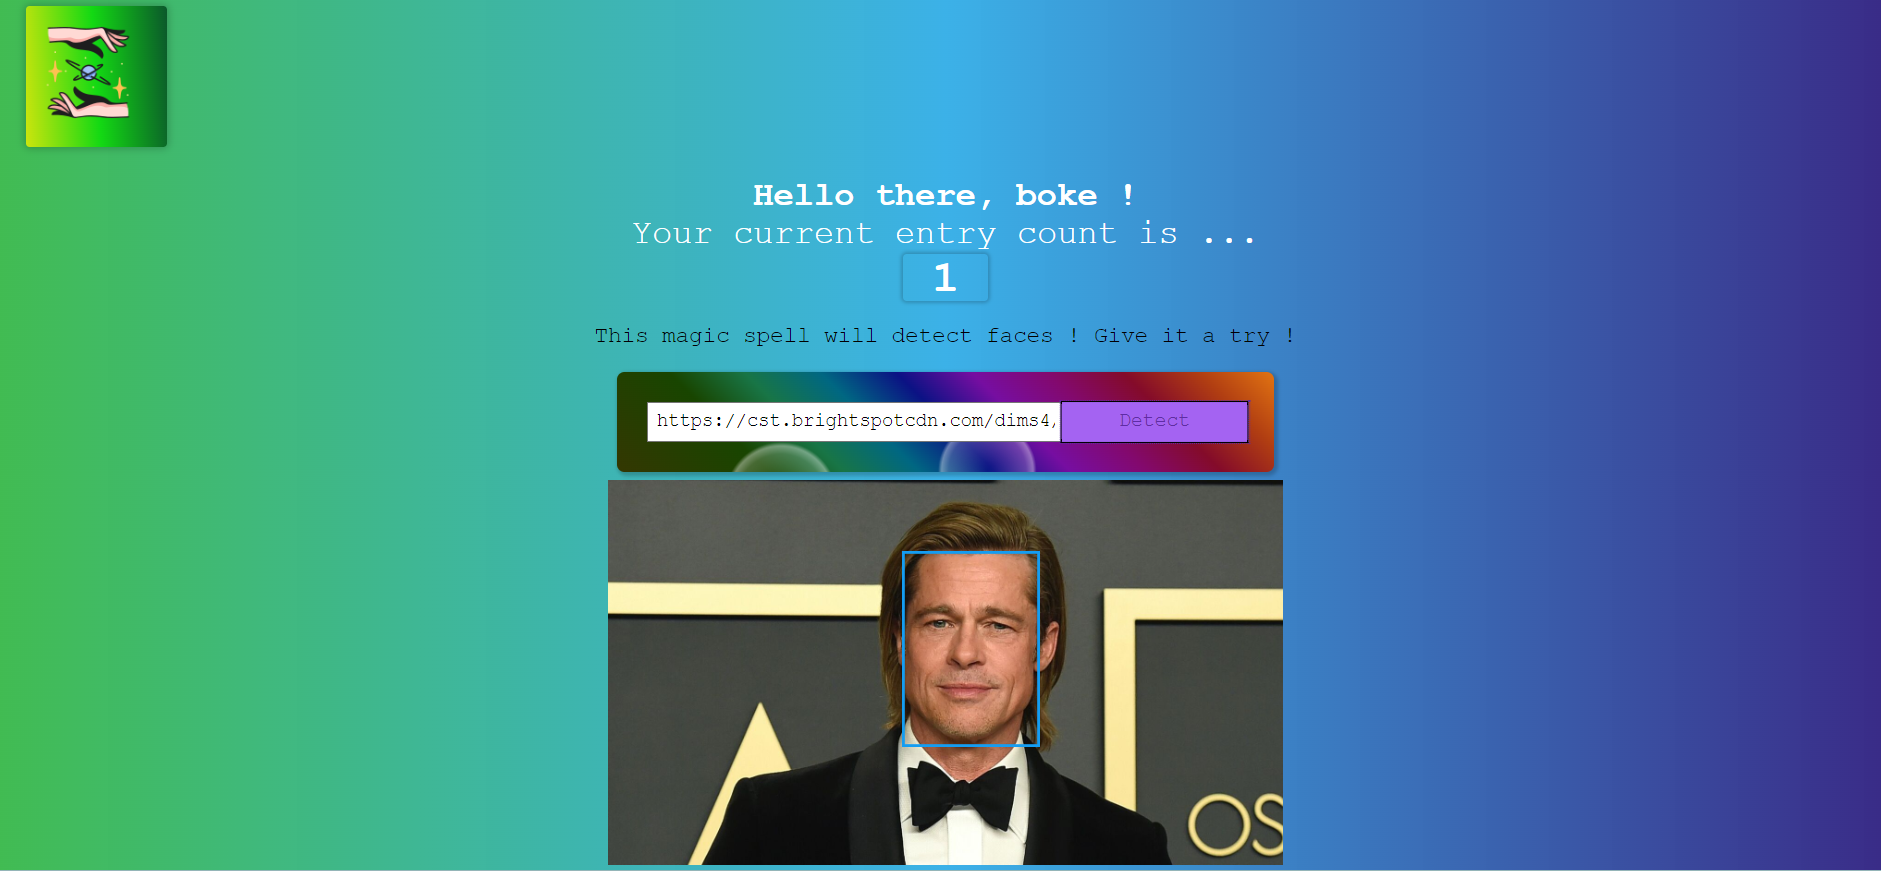 Hello there, boke !
Your current entry count is ...
1
This magic spell will detect faces ! Give it a try !
https://cst.brightspotcdn.com/dims4,
Detect
OS